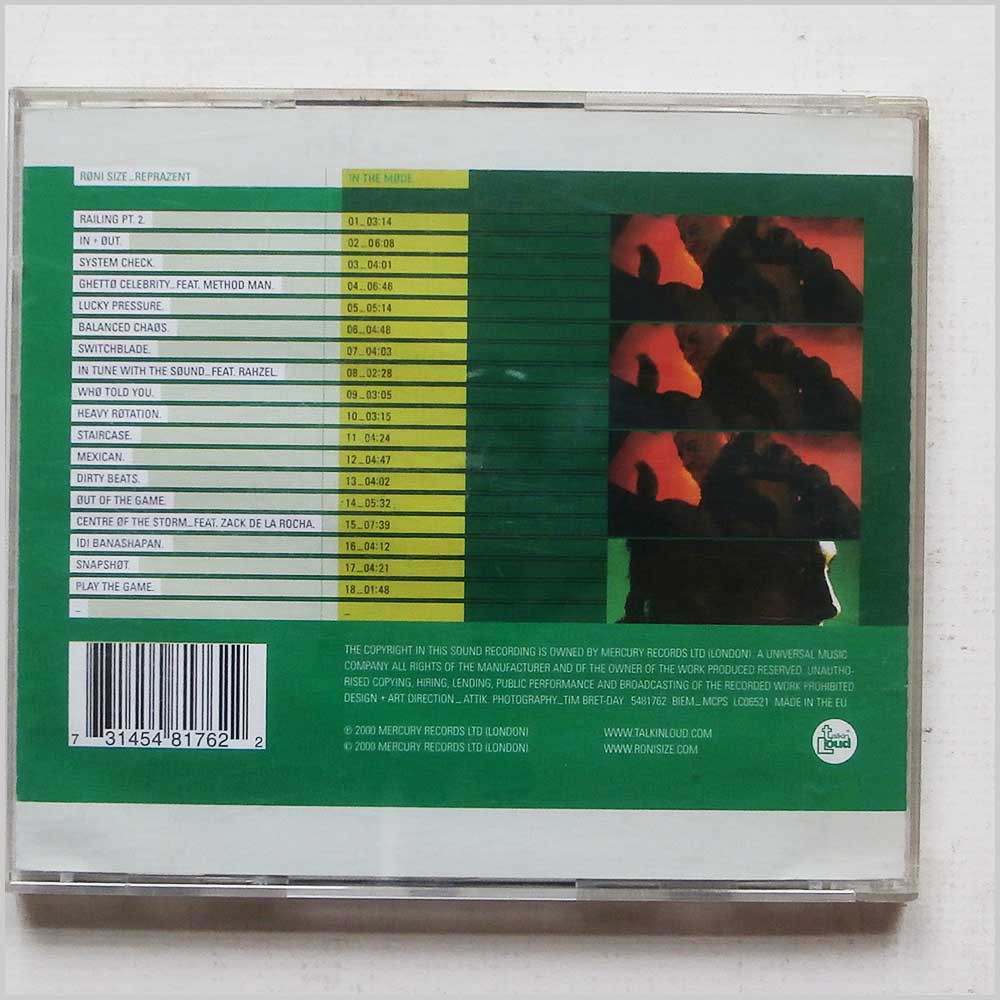 RØNI SIZE_REPRAZENT IN THE MØDE.
RAILING PT. 2. 01_03:14
IN + ØUT. 02_06:08
SYSTEM CHECK. 03_04:01
GHETTØ CELEBRITY_FEAT. METHOD MAN. 04_06:46
LUCKY PRESSURE. 05_05:14
BALANCED CHAØS. 06_04:48
SWITCHBLADE. 07_04:03
IN TUNE WITH THE SØUND_FEAT. RAHZEL. 08_02:28
WHØ TOLD YOU. 09_03:05
HEAVY RØTATION. 10_03:15
STAIRCASE. 11_04:24
MEXICAN. 12_04:47
DIRTY BEATS. 13_04:02
ØUT OF THE GAME. 14_05:32
CENTRE ØF THE STORM_FEAT. ZACK DE LA ROCHA. 15_07:39
IDI BANASHAPAN. 16_04:12
SNAPSHØT. 17_04:21
PLAY THE GAME. 18_01:48
_ _
THE COPYRIGHT IN THIS SOUND RECORDING IS OWNED BY MERCURY RECORDS LTD (LONDON). A UNIVERSAL MUSIC
COMPANY ALL RIGHTS OF THE MANUFACTURER AND OF THE OWNER OF THE WORK PRODUCED RESERVED. UNAUTHO-
RISED COPYING, HIRING, LENDING, PUBLIC PERFORMANCE AND BROADCASTING OF THE RECORDED WORK PROHIBITED
DESIGN + ART DIRECTION_ATTIK. PHOTOGRAPHY_TIM BRET-DAY. 5481762 BIEM_MCPS LC06521 MADE IN THE EU
7 31454 81762 2
℗ 2000 MERCURY RECORDS LTD (LONDON)
© 2000 MERCURY RECORDS LTD (LONDON)
WWW.TALKINLOUD.COM
WWW.RONISIZE.COM
talkin
Loud